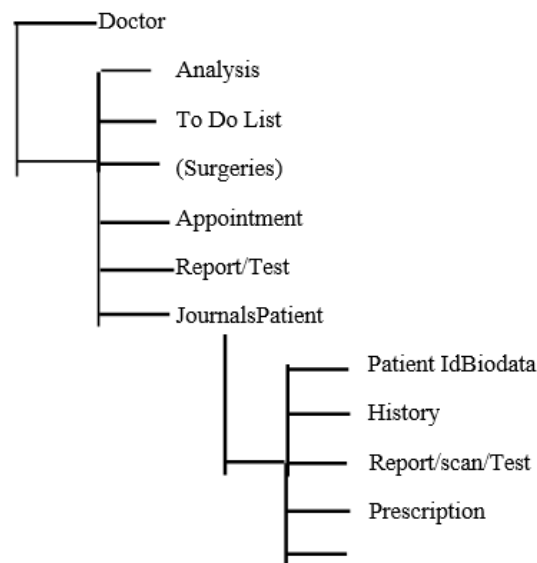 Doctor
Analysis
To Do List
(Surgeries)
Appointment
Report/Test
JournalsPatient
Patient IdBiodata
History
Report/scan/Test
Prescription